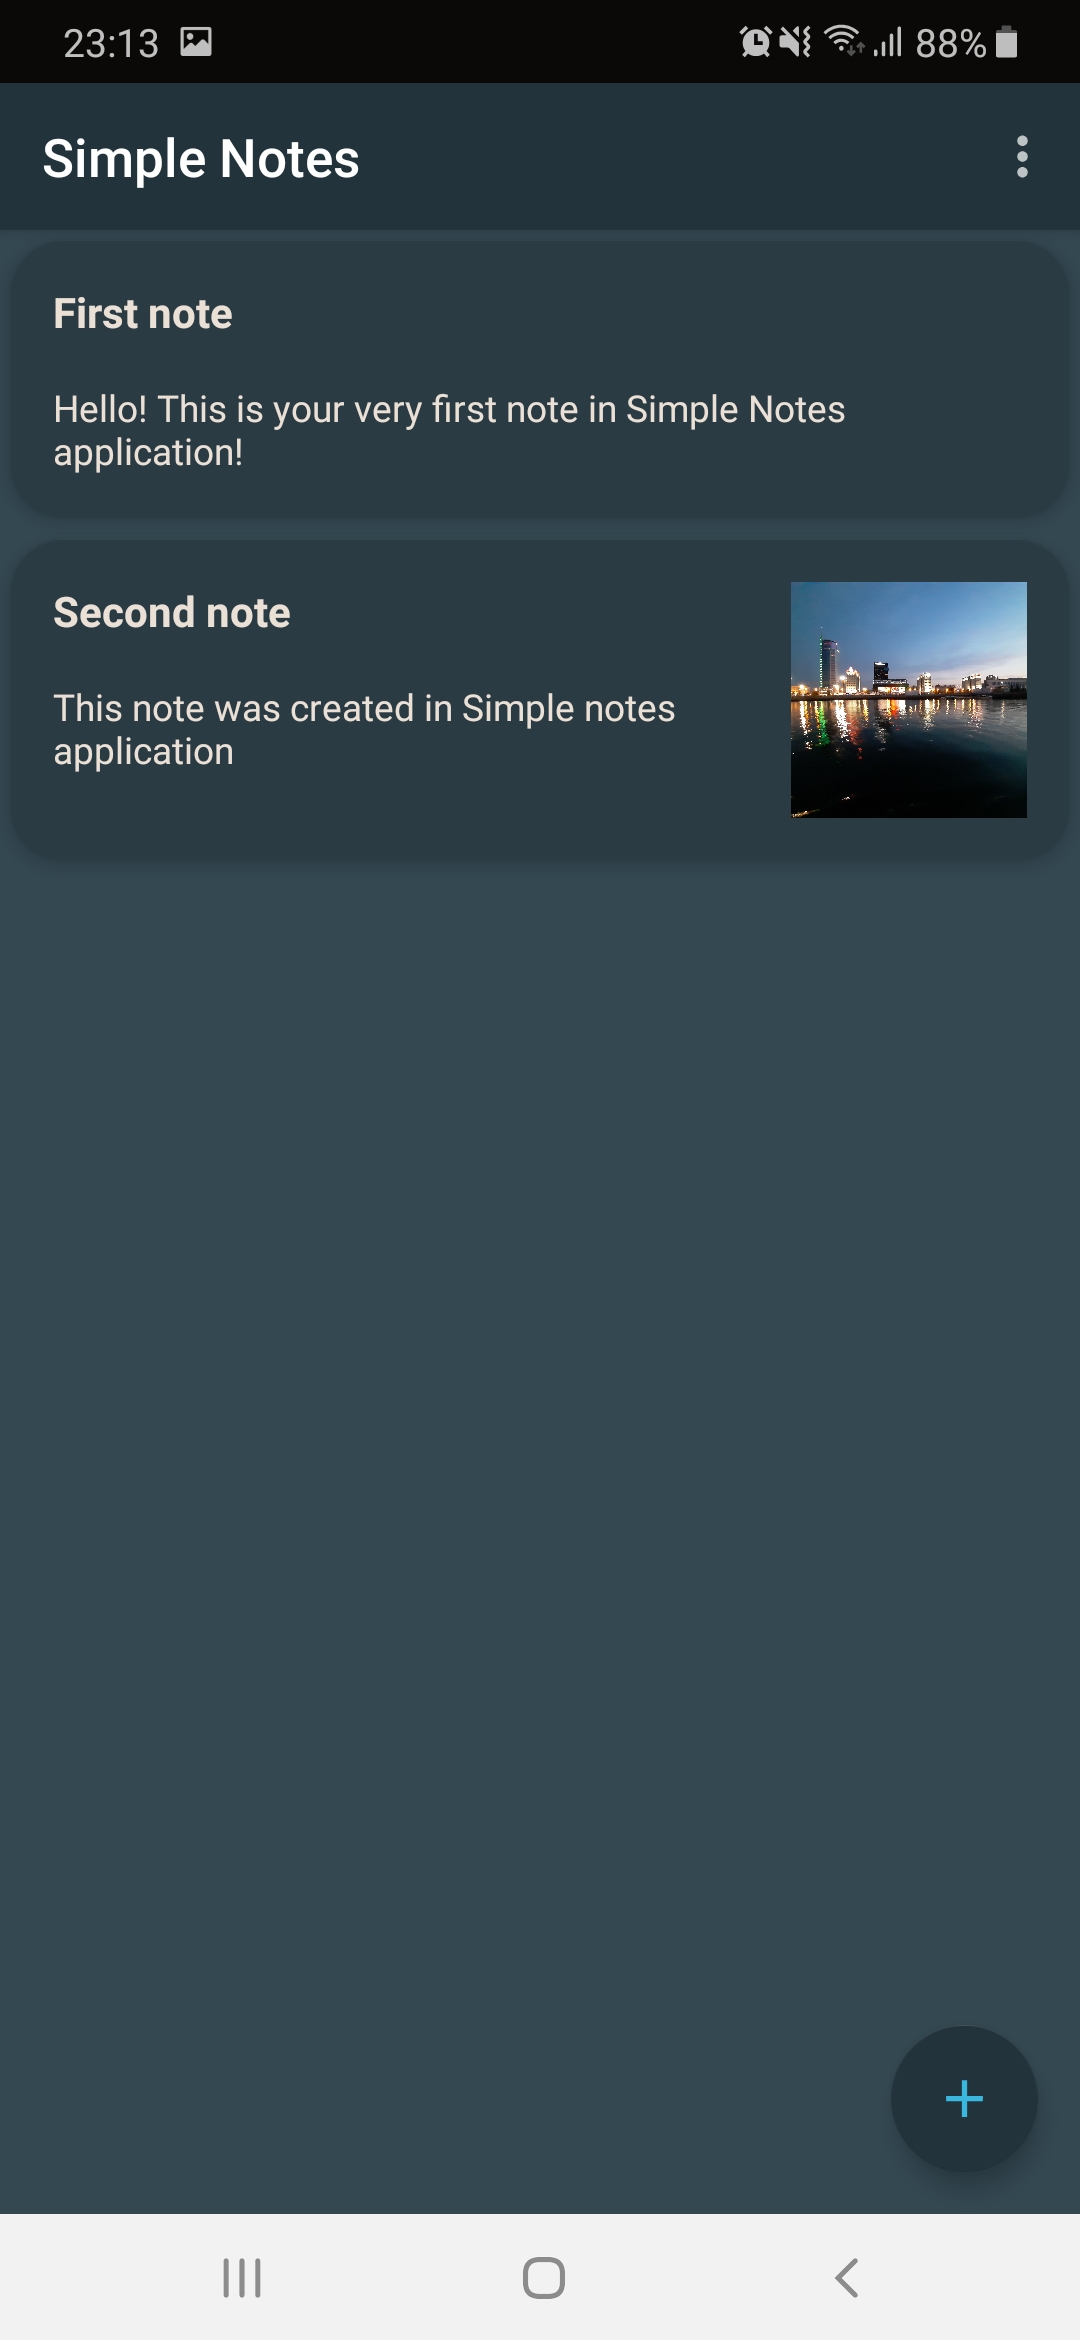 23:13 88%
Simple Notes
First note
Hello! This is your very first note in Simple Notes
application!
Second note
This note was created in Simple notes
application